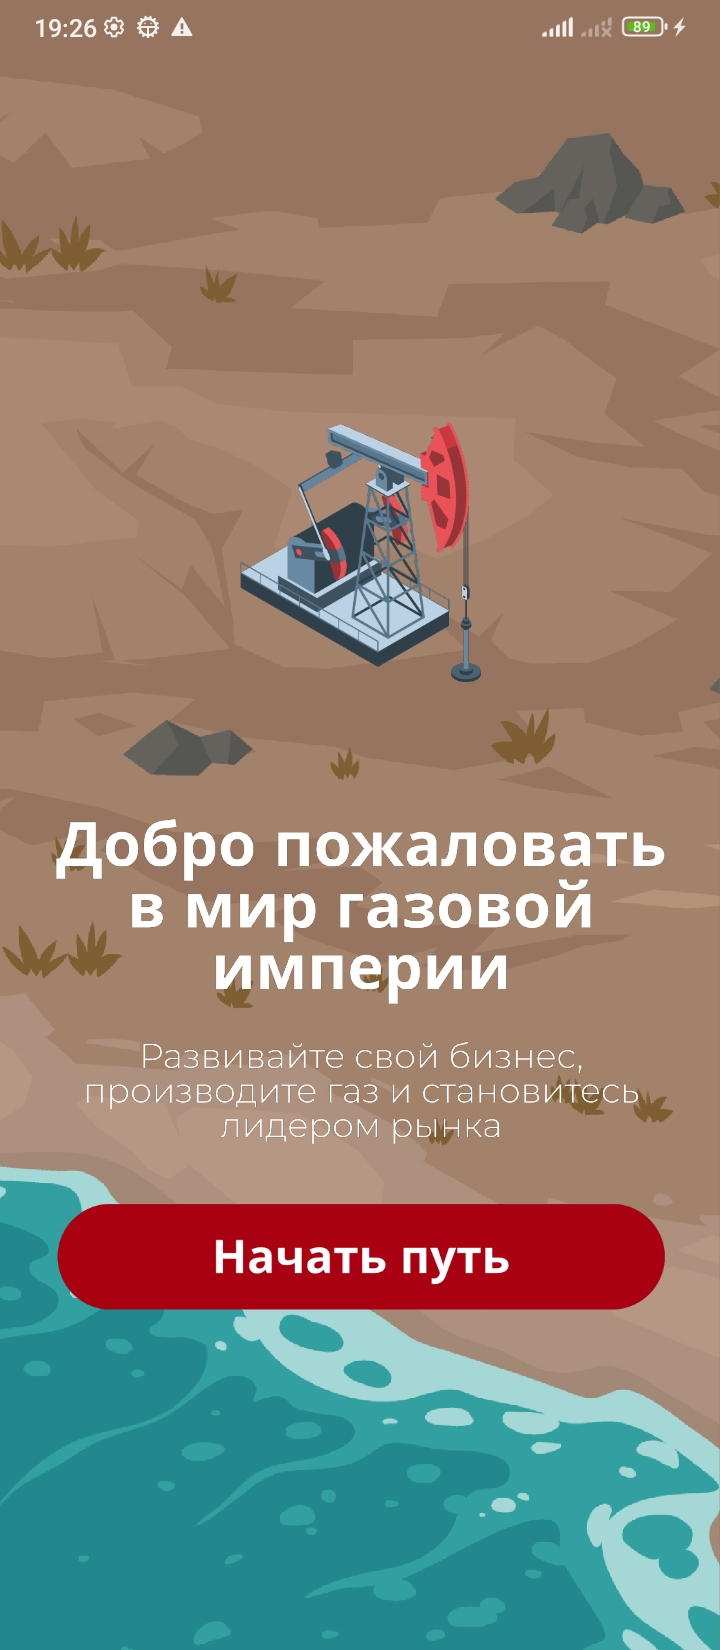 19:26
89
Добро пожаловать
в мир газовой
империи
Развивайте свой бизнес,
производите газ и становитесь
лидером рынка
Начать путь